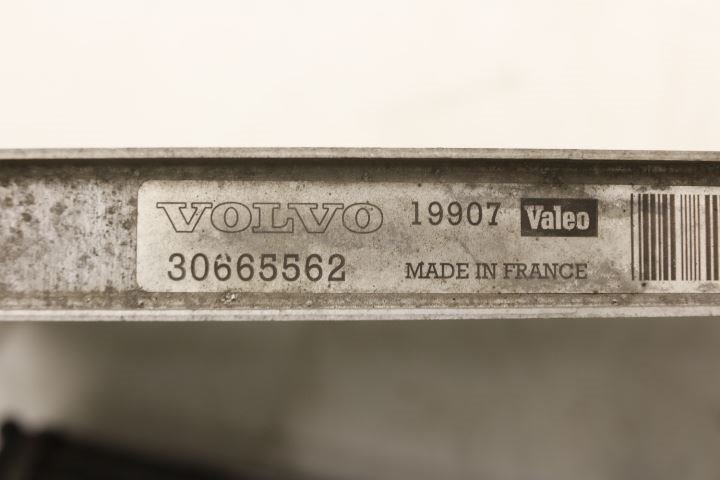 VOLVO 19907 Valeo
30665562 MADE IN FRANCE